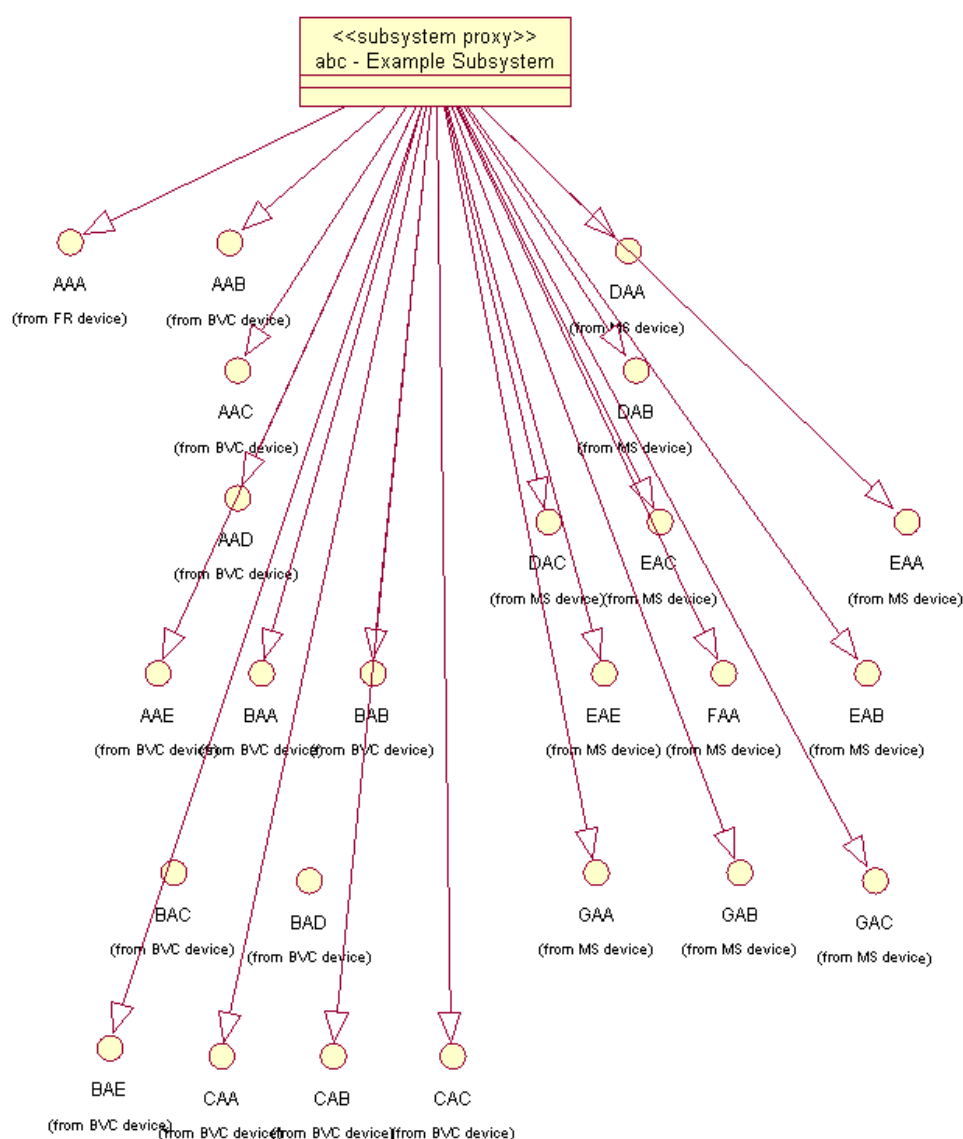 <<subsystem proxy>>
abc - Example Subsystem
AAA
(from FR device)
AAB
(from BVC device)
DAA
(from MS device)
AAC
(from BVC device)
DAB
(from MS device)
AAD
(from BVC device)
DAC
(from MS device)
EAC
(from MS device)
EAA
(from MS device)
AAE
(from BVC device)
BAA
(from BVC device)
BAB
(from BVC device)
EAE
(from MS device)
FAA
(from MS device)
EAB
(from MS device)
BAC
(from BVC device)
BAD
(from BVC device)
GAA
(from MS device)
GAB
(from MS device)
GAC
(from MS device)
BAE
(from BVC device)
CAA
(from BVC device)
CAB
(from BVC device)
CAC
(from BVC device)